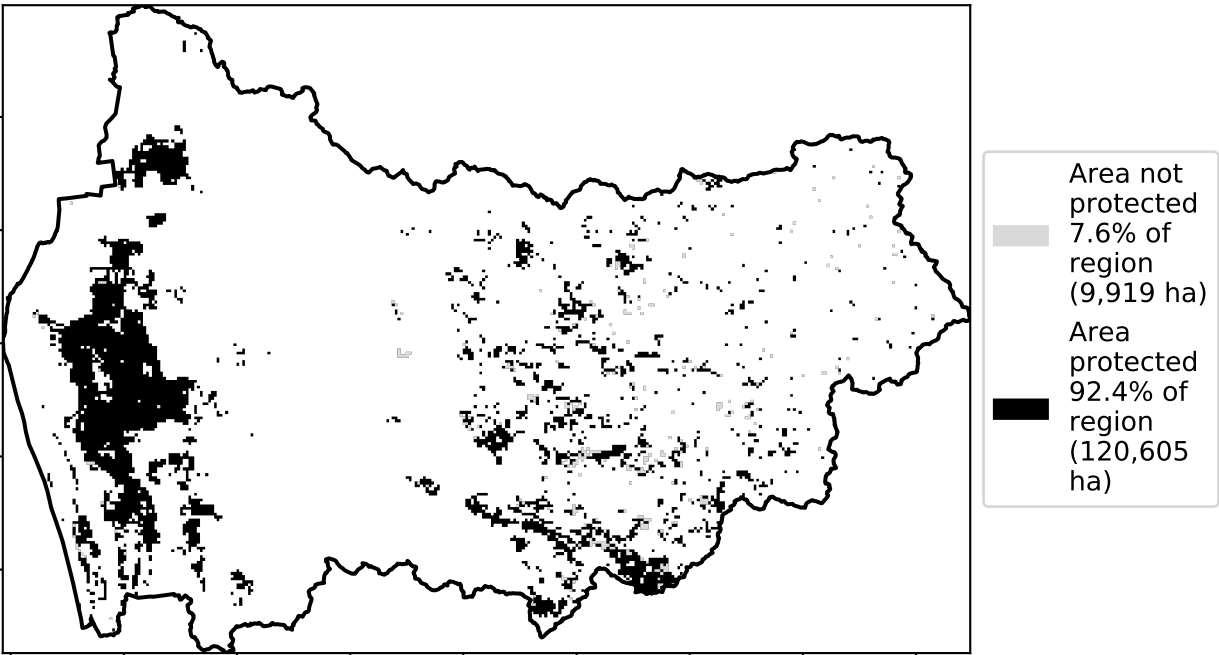 Area not
protected
7.6% of
region
(9,919 ha)
Area
protected
92.4% of
region
(120,605
ha)